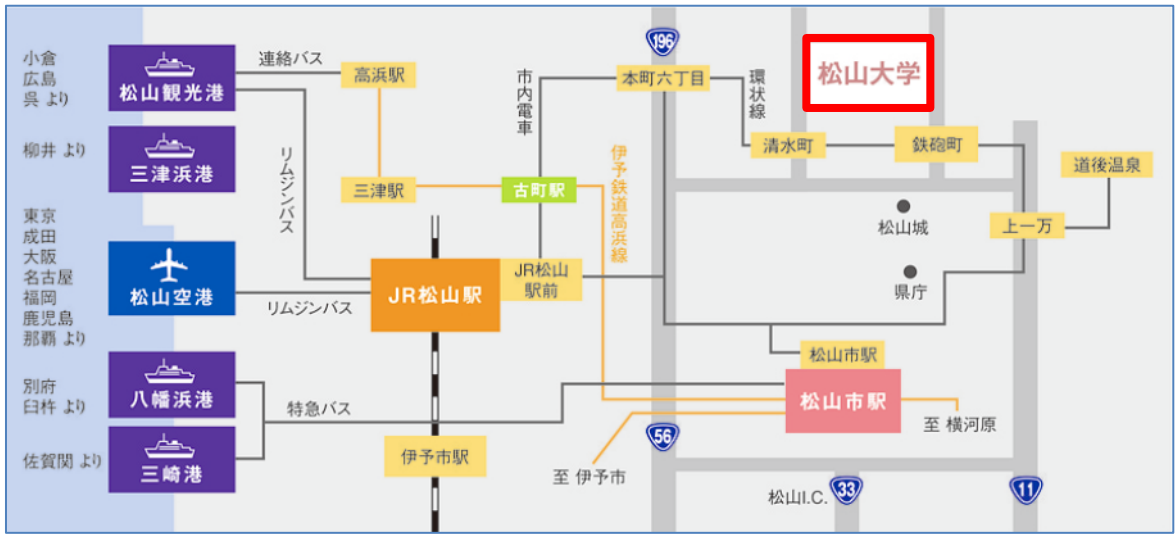 小倉
広島
呉 より
柳井 より
東京
成田
大阪
名古屋
福岡
鹿児島
那覇 より
別府
臼杵 より
佐賀関 より
松山観光港
三津浜港
松山空港
八幡浜港
三崎港
連絡バス
リムジンバス
リムジンバス
特急バス
高浜駅
三津駅
JR松山駅
伊予市駅
市内電車
古町駅
JR松山
駅前
伊予鉄道高浜線
至 伊予市
196
本町六丁目
環状線
松山大学
清水町
鉄砲町
道後温泉
上一万
松山城
県庁
松山市駅
松山市駅
至 横河原
56
松山I.C.
33
11